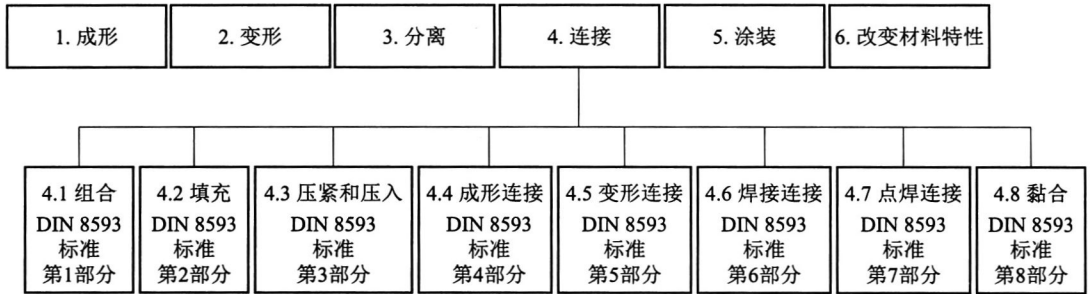 1. 成形
2. 变形
3. 分离
4. 连接
5. 涂装
6. 改变材料特性
4.1 组合
DIN 8593
标准
第1部分
4.2 填充
DIN 8593
标准
第2部分
4.3 压紧和压入
DIN 8593
标准
第3部分
4.4 成形连接
DIN 8593
标准
第4部分
4.5 变形连接
DIN 8593
标准
第5部分
4.6 焊接连接
DIN 8593
标准
第6部分
4.7 点焊连接
DIN 8593
标准
第7部分
4.8 黏合
DIN 8593
标准
第8部分